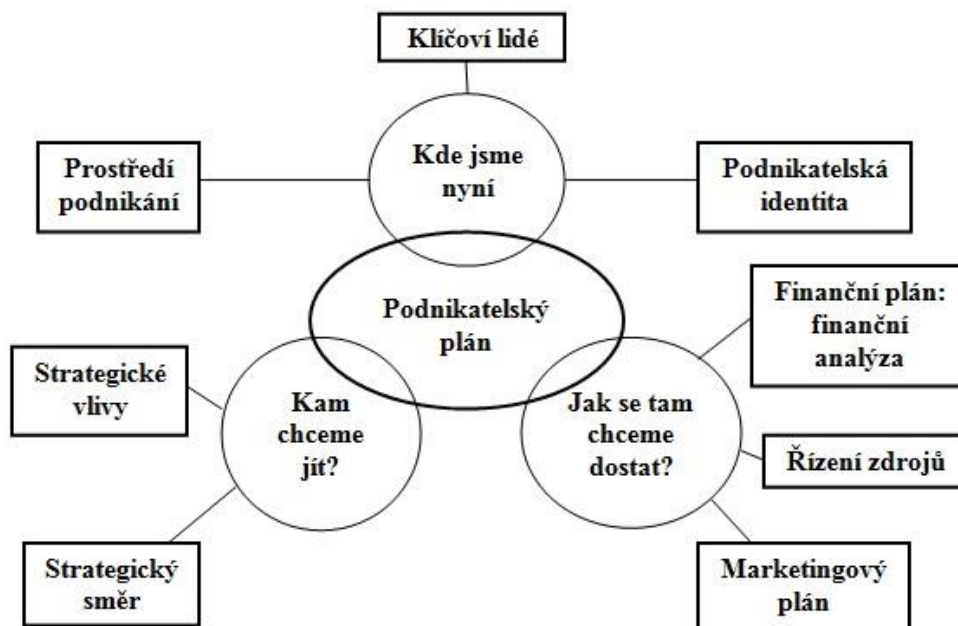 Klíčoví lidé
Prostředí
podnikání
Kde jsme
nyní
Podnikatelská
identita
Podnikatelský
plán
Finanční plán:
finanční
analýza
Strategické
vlivy
Kam
chceme
jít?
Jak se tam
chceme
dostat?
Řízení zdrojů
Strategický
směr
Marketingový
plán